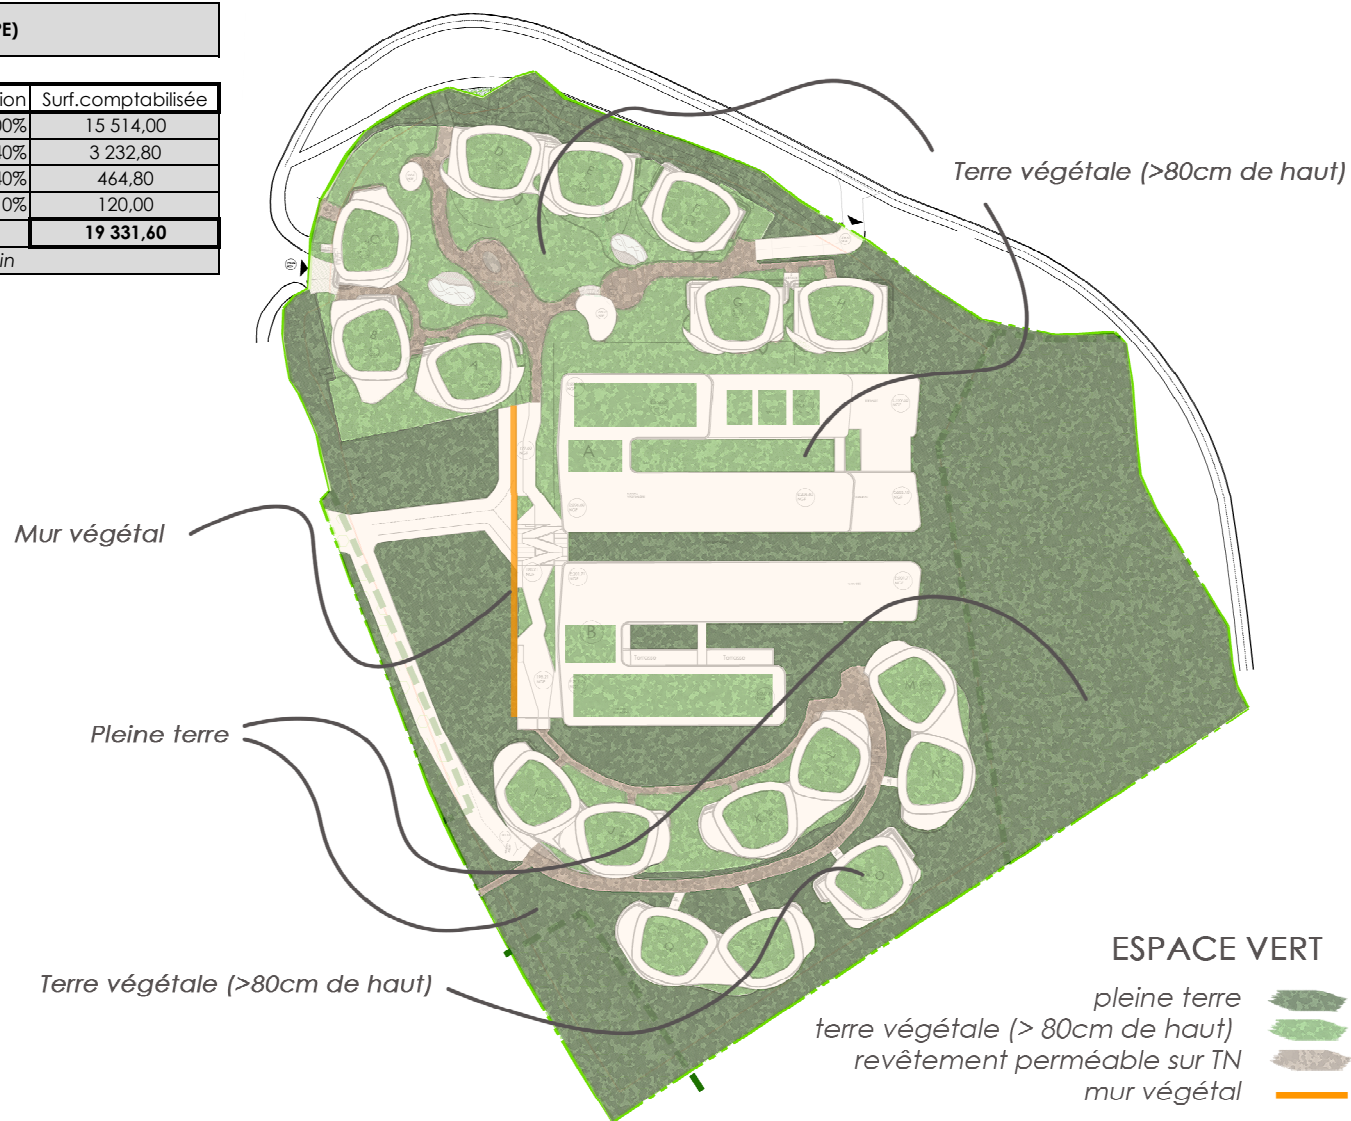 PE)
ion Surf.comptabilisée
00% 15 514,00
40% 3 232,80
40% 464,80
0% 120,00
19 331,60
in
Terre végétale (>80cm de haut)
Mur végétal
Pleine terre
Terre végétale (>80cm de haut)
D
C
G
H
A
A
B
Terrasse Terrasse
M
N
O
ESPACE VERT
pleine terre
terre végétale (> 80cm de haut)
revêtement perméable sur TN
mur végétal